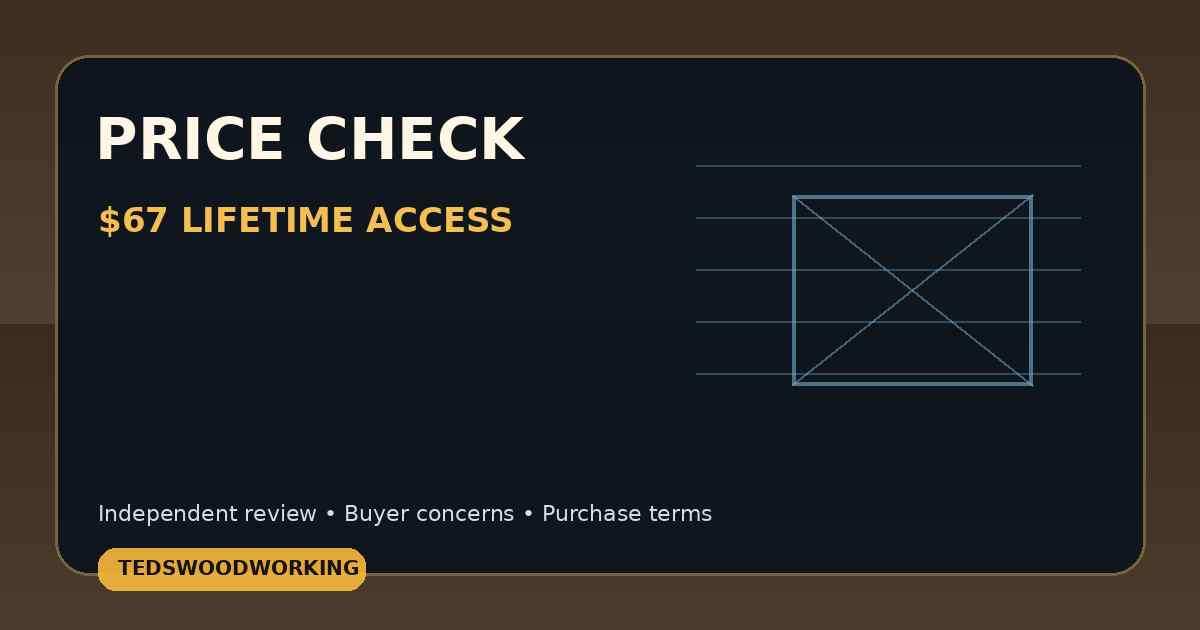 PRICE CHECK
$67 LIFETIME ACCESS
Independent review • Buyer concerns • Purchase terms
TEDSWOODWORKING